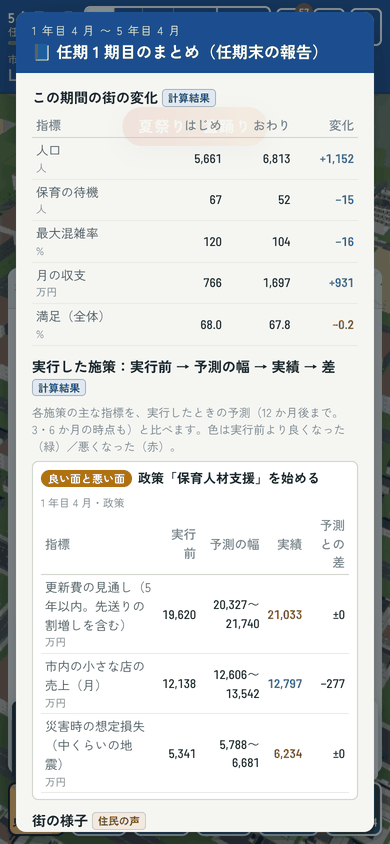 1 年目 4 月 〜 5 年目 4 月
📘 任期 1 期目のまとめ（任期末の報告）
この期間の街の変化 計算結果
指標 はじめ おわり 変化
人口 5,661 6,813 +1,152
人
保育の待機 67 52 −15
人
最大混雑率 120 104 −16
%
月の収支 766 1,697 +931
万円
満足（全体） 68.0 67.8 −0.2
%
実行した施策：実行前 → 予測の幅 → 実績 → 差
計算結果
各施策の主な指標を、実行したときの予測（12 か月後まで。
3・6 か月の時点も）と比べます。色は実行前より良くなった
（緑）／悪くなった（赤）。
良い面と悪い面 政策「保育人材支援」を始める
1 年目 4 月・政策
指標 実行前 予測の幅 実績 予測との差
更新費の見通し（5
年以内。先送りの
割増しを含む） 19,620 20,327〜21,740 21,033 ±0
万円
市内の小さな店の
売上（月） 12,138 12,606〜13,542 12,797 −277
万円
災害時の想定損失
（中くらいの地
震） 5,341 5,788〜6,681 6,234 ±0
万円
街の様子 住民の声